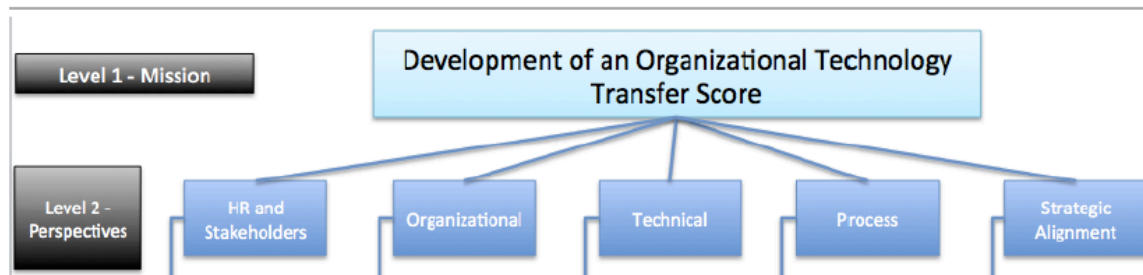 Level 1 - Mission
Development of an Organizational Technology
Transfer Score
Level 2 -
Perspectives
HR and
Stakeholders
Organizational
Technical
Process
Strategic
Alignment